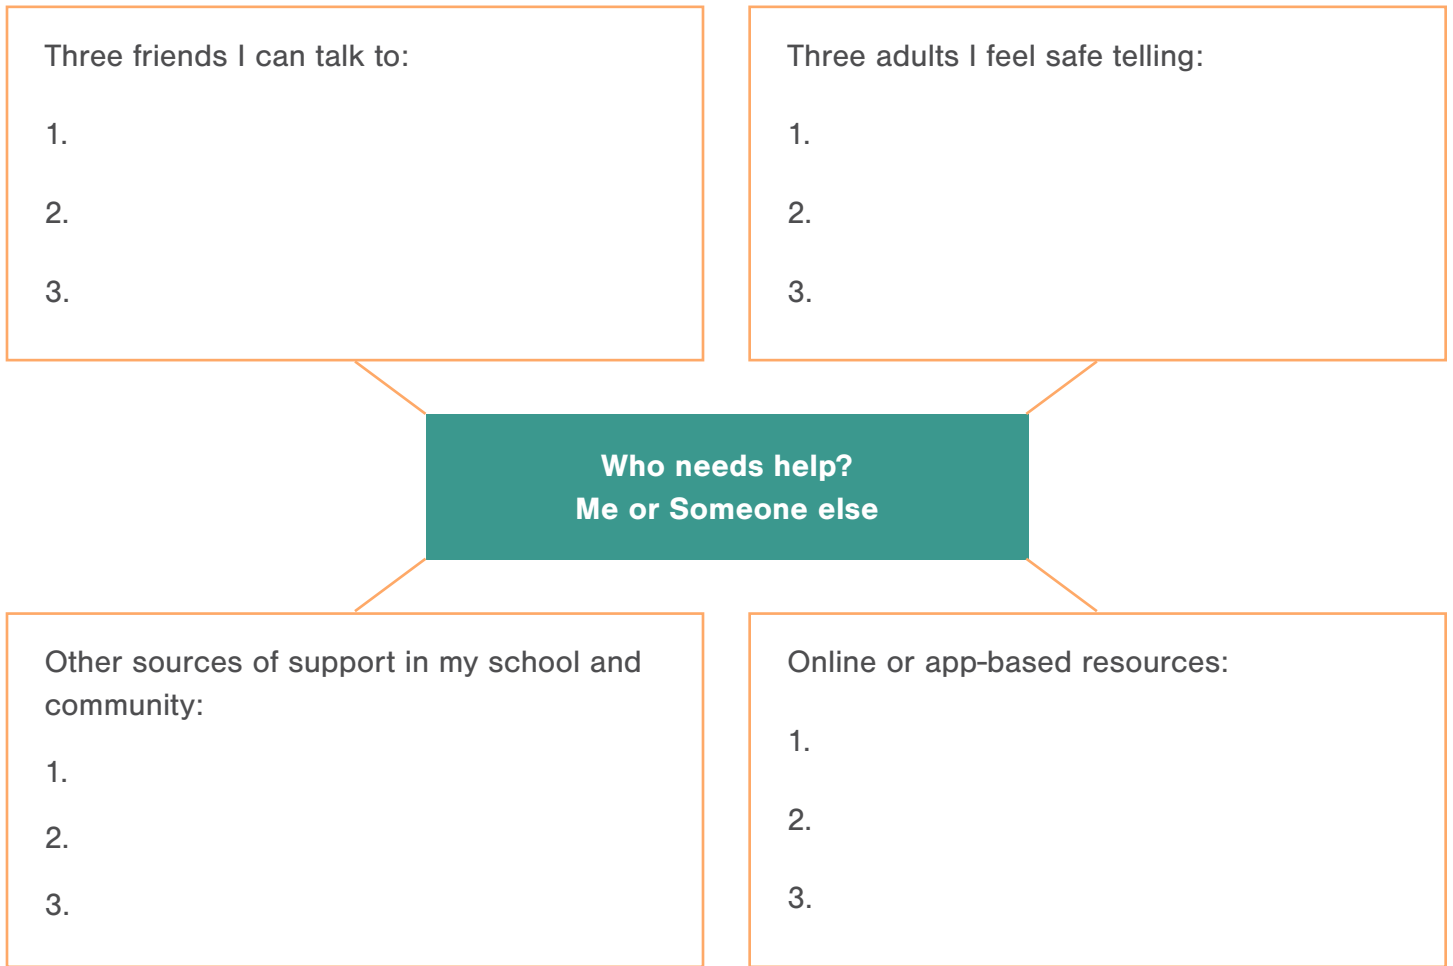 Three friends I can talk to:
1.
2.
3.
Three adults I feel safe telling:
1.
2.
3.
Who needs help?
Me or Someone else
Other sources of support in my school and
community:
1.
2.
3.
Online or app-based resources:
1.
2.
3.